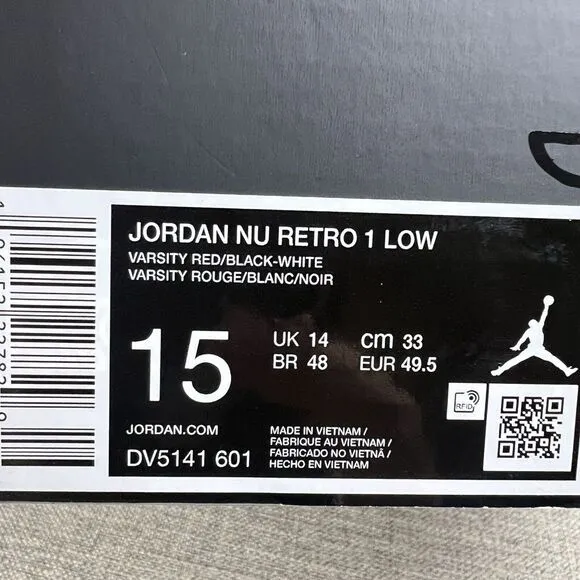 JORDAN NU RETRO 1 LOW
VARSITY RED/BLACK-WHITE
VARSITY ROUGE/BLANC/NOIR
15
UK 14 cm 33
BR 48 EUR 49.5
RFID
JORDAN.COM
DV5141 601
MADE IN VIETNAM/
FABRIQUE AU VIETNAM/
FABRICADO NO VIETNÃ/
HECHO EN VIETNAM